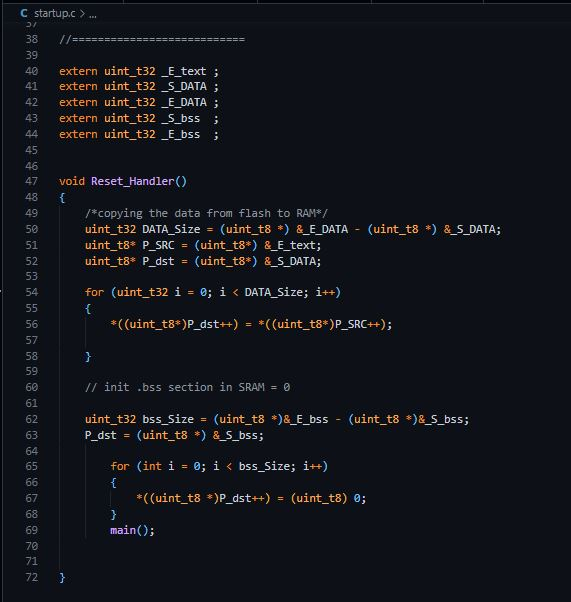 C startup.c > ...
37
38 //===========================
39
40 extern uint_t32 _E_text ;
41 extern uint_t32 _S_DATA ;
42 extern uint_t32 _E_DATA ;
43 extern uint_t32 _S_bss  ;
44 extern uint_t32 _E_bss  ;
45
46
47 void Reset_Handler()
48 {
49     /*copying the data from flash to RAM*/
50     uint_t32 DATA_Size = (uint_t8 *) &_E_DATA - (uint_t8 *) &_S_DATA;
51     uint_t8* P_SRC = (uint_t8*) &_E_text;
52     uint_t8* P_dst = (uint_t8*) &_S_DATA;
53
54     for (uint_t32 i = 0; i < DATA_Size; i++)
55     {
56         *((uint_t8*)P_dst++) = *((uint_t8*)P_SRC++);
57
58     }
59
60     // init .bss section in SRAM = 0
61
62     uint_t32 bss_Size = (uint_t8 *)&_E_bss - (uint_t8 *)&_S_bss;
63     P_dst = (uint_t8 *) &_S_bss;
64
65         for (int i = 0; i < bss_Size; i++)
66         {
67             *((uint_t8 *)P_dst++) = (uint_t8) 0;
68         }
69         main();
70
71
72 }